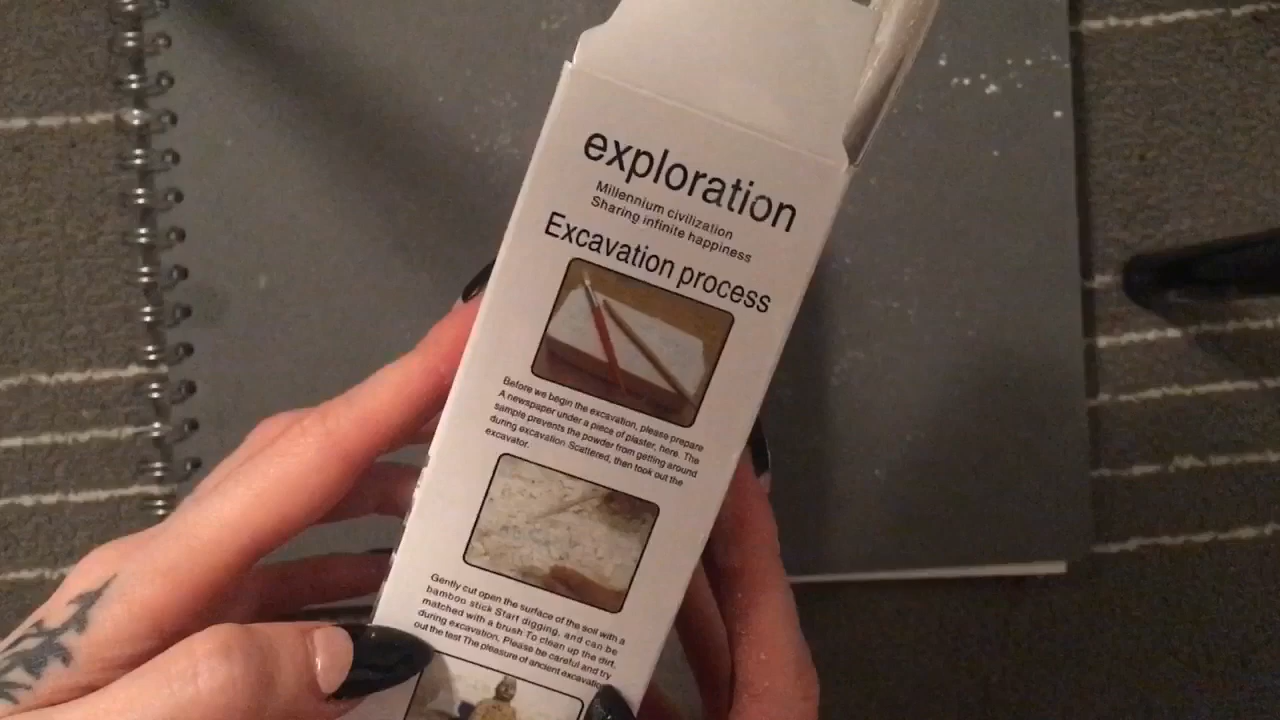 exploration
Millennium civilization
Sharing infinite happiness
Excavation process
Before we begin the excavation, please prepare
A newspaper under a piece of plaster, here. The
sample prevents the powder from getting around
during excavation Scattered, then took out the
excavator.
Gently cut open the surface of the soil with a
bamboo stick Start digging, and can be
matched with a brush To clean up the dirt.
during excavation. Please be careful and try
out the fast The pleasure of ancient excavation